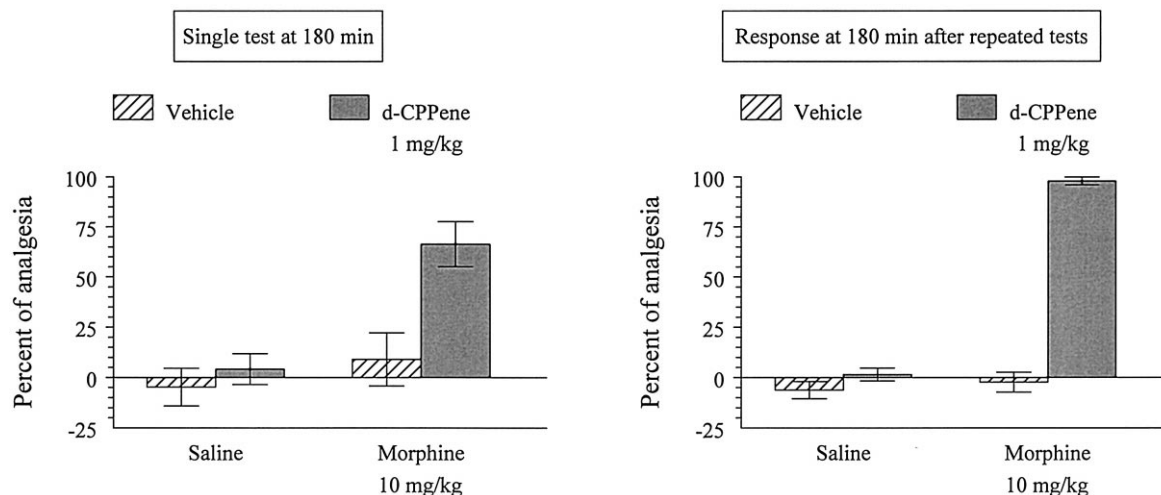 Single test at 180 min
Vehicle
d-CPPene
1 mg/kg
Percent of analgesia
100
75
50
25
0
-25
Saline
Morphine
10 mg/kg
Response at 180 min after repeated tests
Vehicle
d-CPPene
1 mg/kg
Percent of analgesia
100
75
50
25
0
-25
Saline
Morphine
10 mg/kg